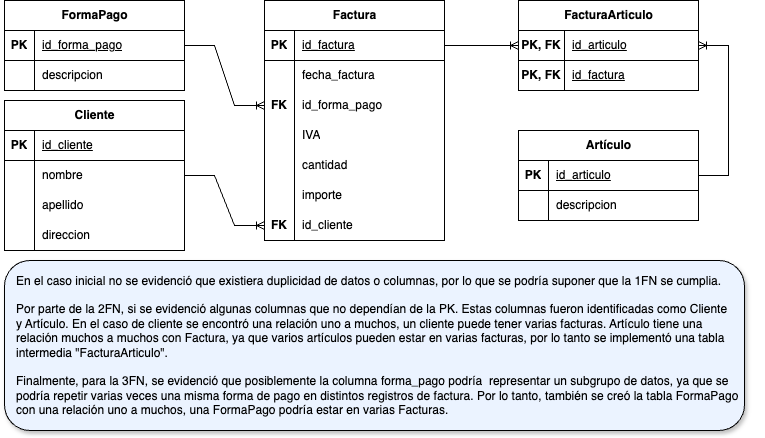 FormaPago
PK id_forma_pago
descripcion
Cliente
PK id_cliente
nombre
apellido
direccion
Factura
PK id_factura
fecha_factura
FK id_forma_pago
IVA
cantidad
importe
FK id_cliente
FacturaArticulo
PK, FK id_articulo
PK, FK id_factura
Artículo
PK id_articulo
descripcion
En el caso inicial no se evidenció que existiera duplicidad de datos o columnas, por lo que se podría suponer que la 1FN se cumplia.
Por parte de la 2FN, si se evidenció algunas columnas que no dependían de la PK. Estas columnas fueron identificadas como Cliente
y Artículo. En el caso de cliente se encontró una relación uno a muchos, un cliente puede tener varias facturas. Artículo tiene una
relación muchos a muchos con Factura, ya que varios artículos pueden estar en varias facturas, por lo tanto se implementó una tabla
intermedia "FacturaArticulo".
Finalmente, para la 3FN, se evidenció que posiblemente la columna forma_pago podría representar un subgrupo de datos, ya que se
podría repetir varias veces una misma forma de pago en distintos registros de factura. Por lo tanto, también se creó la tabla FormaPago
con una relación uno a muchos, una FormaPago podría estar en varias Facturas.